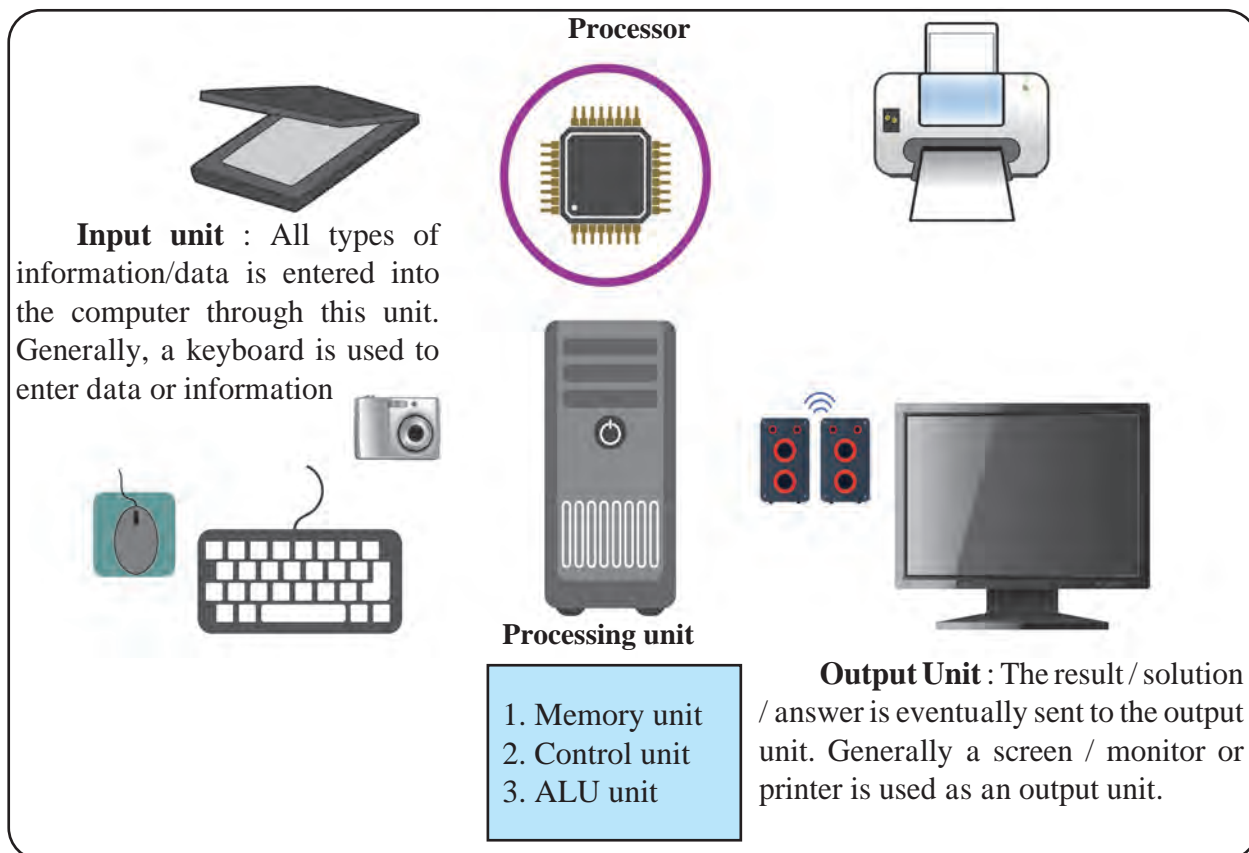 Processor
Input unit : All types of
information/data is entered into
the computer through this unit.
Generally, a keyboard is used to
enter data or information
Processing unit
1. Memory unit
2. Control unit
3. ALU unit
Output Unit : The result / solution
/ answer is eventually sent to the output
unit. Generally a screen / monitor or
printer is used as an output unit.